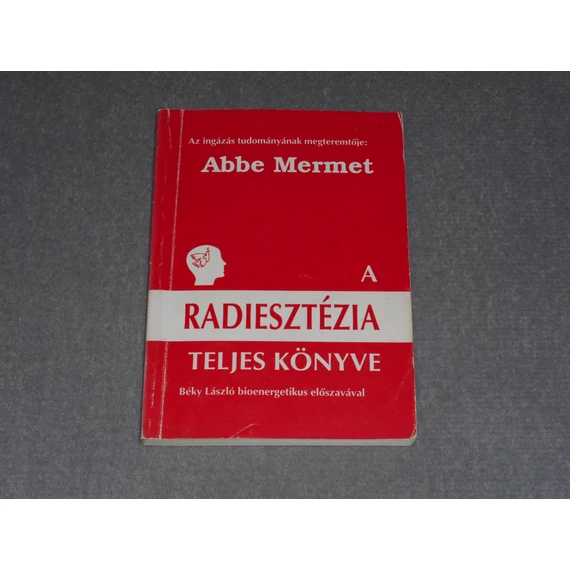 Az ingázás tudományának megteremtője:
Abbe Mermet
A
RADIESZTÉZIA
TELJES KÖNYVE
Béky László bioenergetikus előszavával